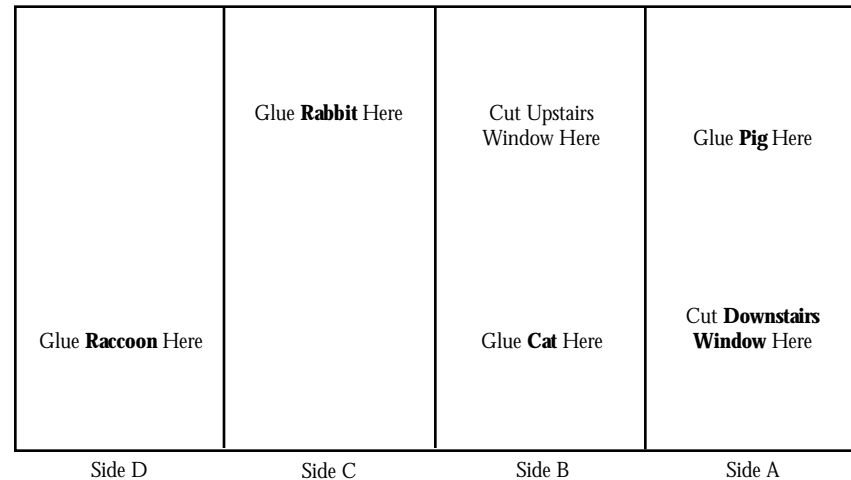 Glue Rabbit Here
Cut Upstairs
Window Here
Glue Pig Here
Glue Raccoon Here
Glue Cat Here
Cut Downstairs
Window Here
Side D
Side C
Side B
Side A